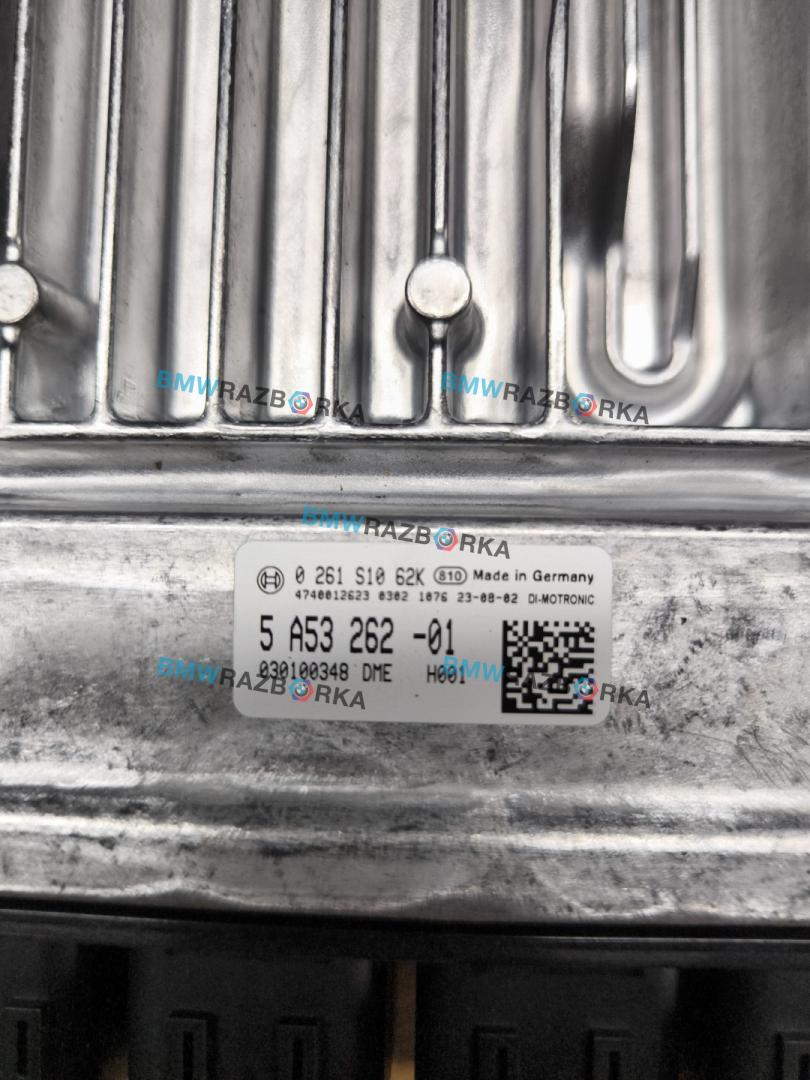 BMWRAZBORKA BMWRAZBORKA
BMWRAZBORKA
0 261 S10 62K 810 Made in Germany
4740012623 0302 1076 23-08-02 DI-MOTRONIC
5 A53 262 -01
030100348 DME H001
BMWRAZBORKA BMWRAZBORKA